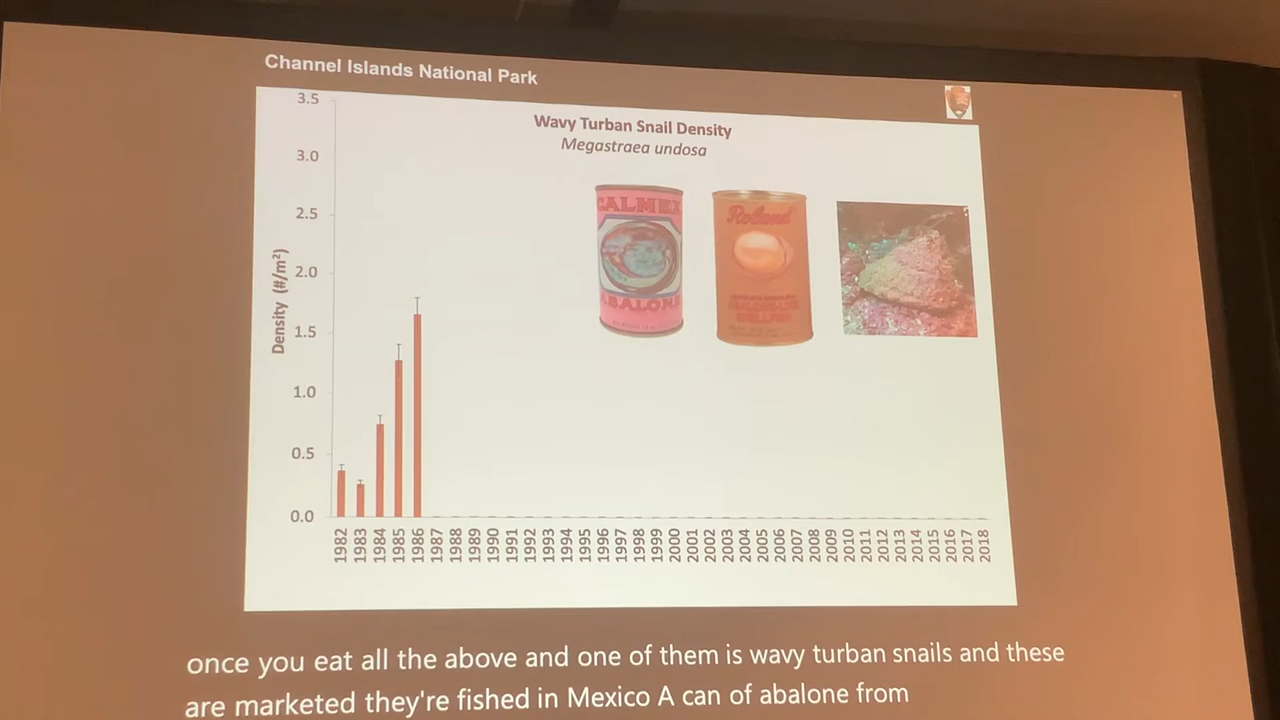 Channel Islands National Park
Wavy Turban Snail Density
Megastraea undosa
3.5
3.0
2.5
2.0
1.5
1.0
0.5
0.0
Density (#/m²)
CALMEX
ABALONE
Roland
1982 1983 1984 1985 1986 1987 1988 1989 1990 1991 1992 1993 1994 1995 1996 1997 1998 1999 2000 2001 2002 2003 2004 2005 2006 2007 2008 2009 2010 2011 2012 2013 2014 2015 2016 2017 2018
once you eat all the above and one of them is wavy turban snails and these
are marketed they're fished in Mexico A can of abalone from